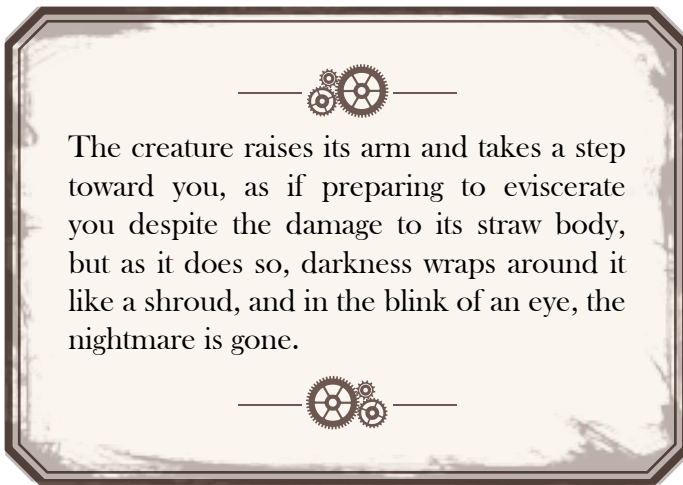 The creature raises its arm and takes a step
toward you, as if preparing to eviscerate
you despite the damage to its straw body,
but as it does so, darkness wraps around it
like a shroud, and in the blink of an eye, the
nightmare is gone.